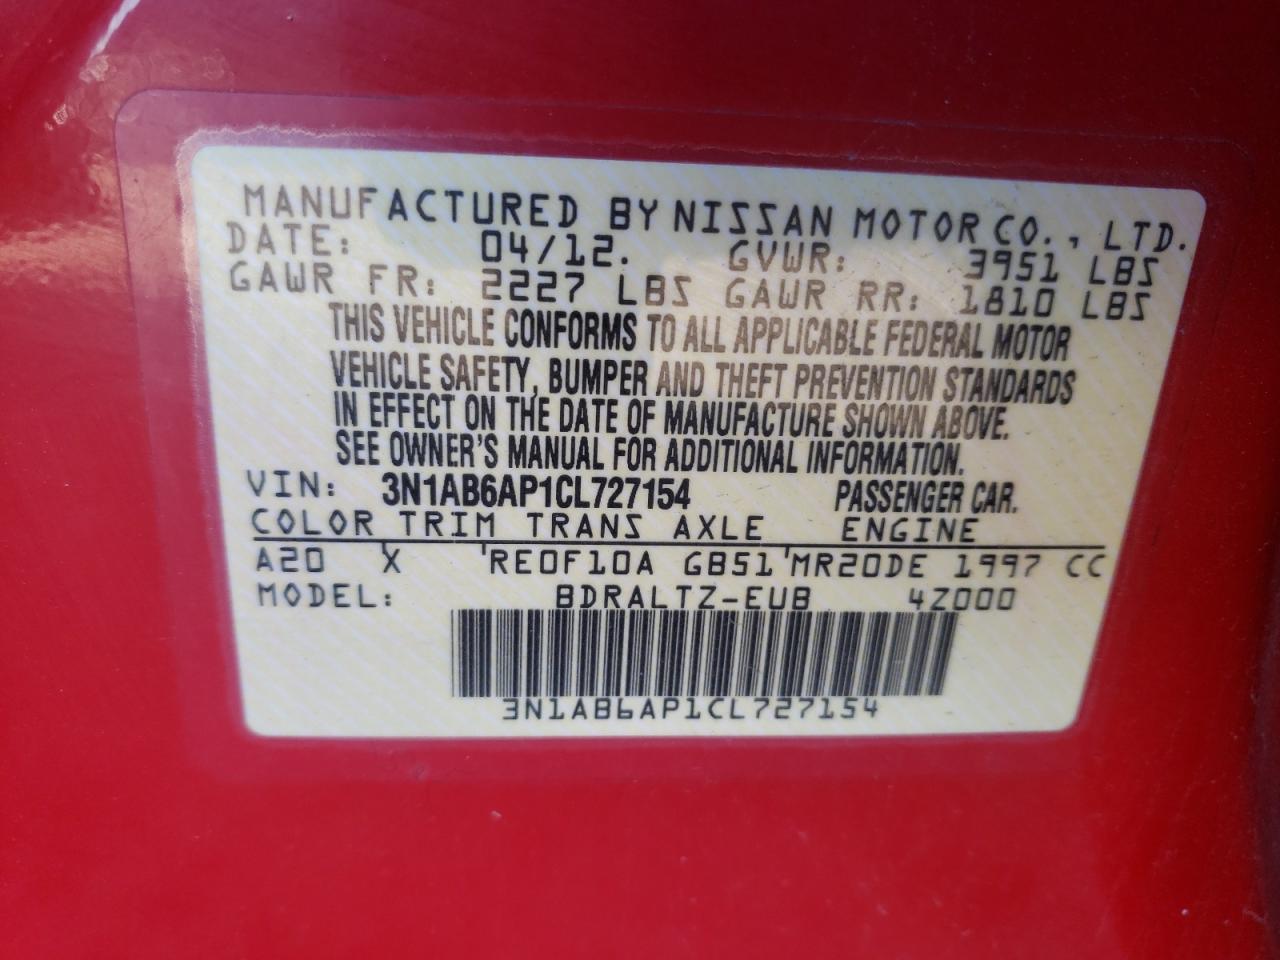 MANUFACTURED BY NISSAN MOTOR CO., LTD.
DATE: 04/12. GVWR: 3951 LBS
GAWR FR: 2227 LBS GAWR RR: 1810 LBS
THIS VEHICLE CONFORMS TO ALL APPLICABLE FEDERAL MOTOR
VEHICLE SAFETY, BUMPER AND THEFT PREVENTION STANDARDS
IN EFFECT ON THE DATE OF MANUFACTURE SHOWN ABOVE.
SEE OWNER'S MANUAL FOR ADDITIONAL INFORMATION.
VIN: 3N1AB6AP1CL727154 PASSENGER CAR.
COLOR TRIM TRANS AXLE ENGINE
A20 X RE0F10A GB51 MR20DE 1997 CC
MODEL: BDRALTZ-EUB 4Z000
3N1AB6AP1CL727154